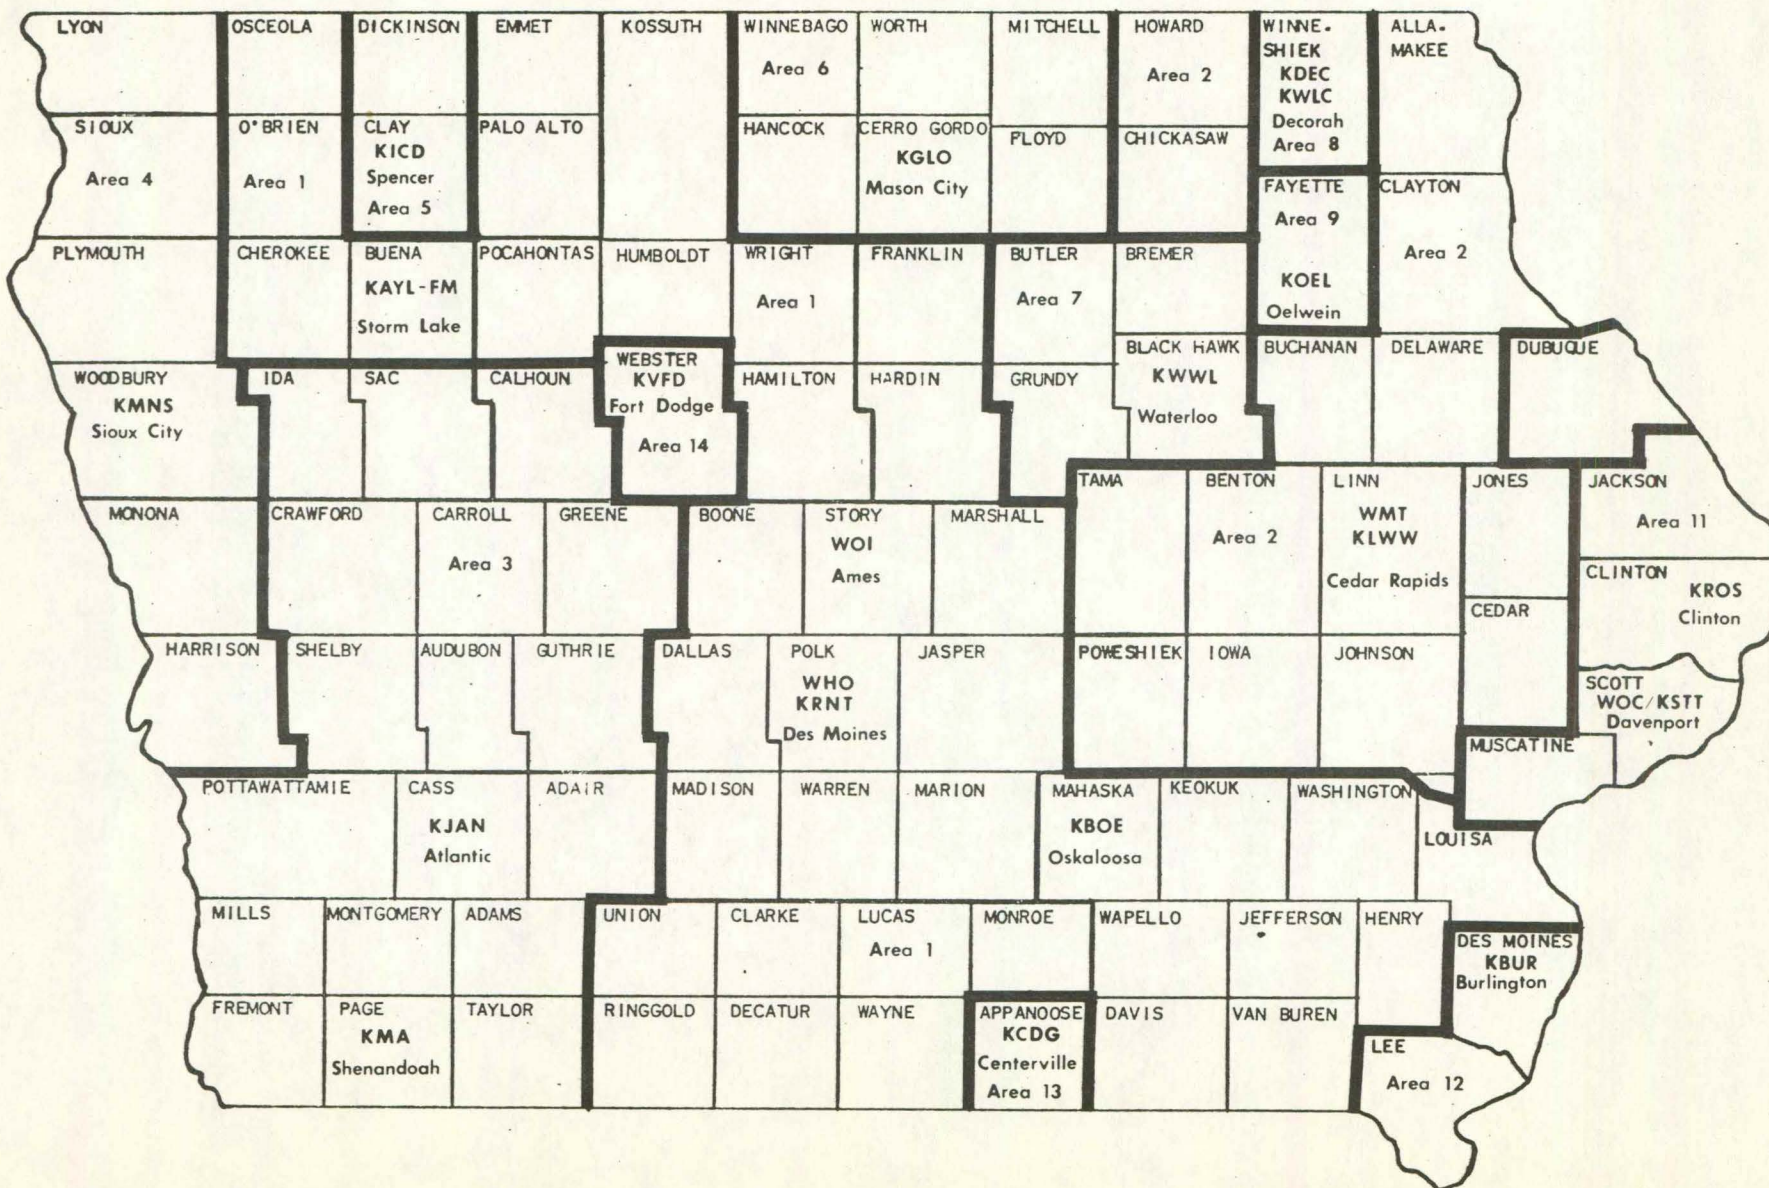 LYON
OSCEOLA
DICKINSON
EMMET
KOSSUTH
WINNEBAGO
Area 6
WORTH
MITCHELL
HOWARD
Area 2
WINNE-
SHIEK
KDEC
KWLC
Decorah
Area 8
ALLA-
MAKEE
SIOUX
Area 4
O'BRIEN
Area 1
CLAY
KICD
Spencer
Area 5
PALO ALTO
HANCOCK
CERRO GORDO
KGLO
Mason City
FLOYD
CHICKASAW
FAYETTE
Area 9
KOEL
Oelwein
CLAYTON
Area 2
PLYMOUTH
CHEROKEE
BUENA
KAYL-FM
Storm Lake
POCAHONTAS
HUMBOLDT
WRIGHT
Area 1
FRANKLIN
BUTLER
Area 7
BREMER
WOODBURY
KMNS
Sioux City
IDA
SAC
CALHOUN
WEBSTER
KVFD
Fort Dodge
Area 14
HAMILTON
HARDIN
GRUNDY
BLACK HAWK
KWWL
Waterloo
BUCHANAN
DELAWARE
DUBUQUE
MONONA
CRAWFORD
CARROLL
Area 3
GREENE
BOONE
STORY
WOI
Ames
MARSHALL
TAMA
BENTON
Area 2
LINN
WMT
KLWW
Cedar Rapids
JONES
JACKSON
Area 11
CLINTON
KROS
Clinton
CEDAR
HARRISON
SHELBY
AUDUBON
GUTHRIE
DALLAS
POLK
WHO
KRNT
Des Moines
JASPER
POWESHIEK
IOWA
JOHNSON
SCOTT
WOC/KSTT
Davenport
MUSCATINE
POTTAWATTAMIE
CASS
KJAN
Atlantic
ADAIR
MADISON
WARREN
MARION
MAHASKA
KBOE
Oskaloosa
KEOKUK
WASHINGTON
LOUISA
MILLS
MONTGOMERY
ADAMS
UNION
CLARKE
LUCAS
Area 1
MONROE
WAPELLO
JEFFERSON
HENRY
DES MOINES
KBUR
Burlington
FREMONT
PAGE
KMA
Shenandoah
TAYLOR
RINGGOLD
DECATUR
WAYNE
APPANOOSE
KCDG
Centerville
Area 13
DAVIS
VAN BUREN
LEE
Area 12